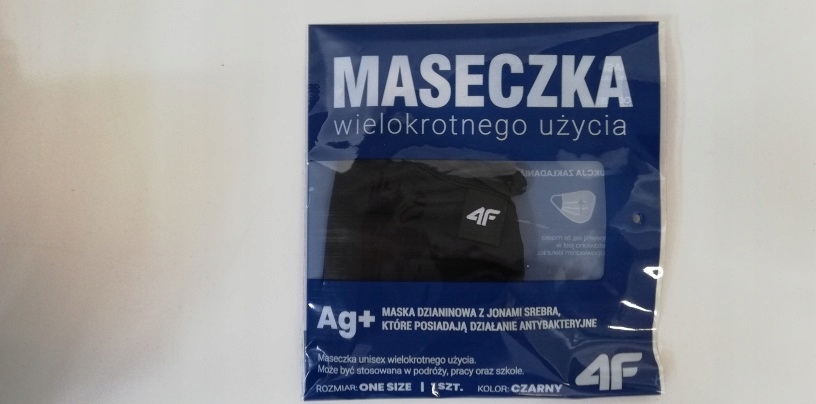 MASECZKA
wielokrotnego użycia
4F
Ag+
MASKA DZIANINOWA Z JONAMI SREBRA,
KTÓRE POSIADAJĄ DZIAŁANIE ANTYBAKTERYJNE
Maseczka unisex wielokrotnego użycia.
Może być stosowana w podróży, pracy oraz szkole.
ROZMIAR: ONE SIZE | 1 SZT. KOLOR: CZARNY
4F